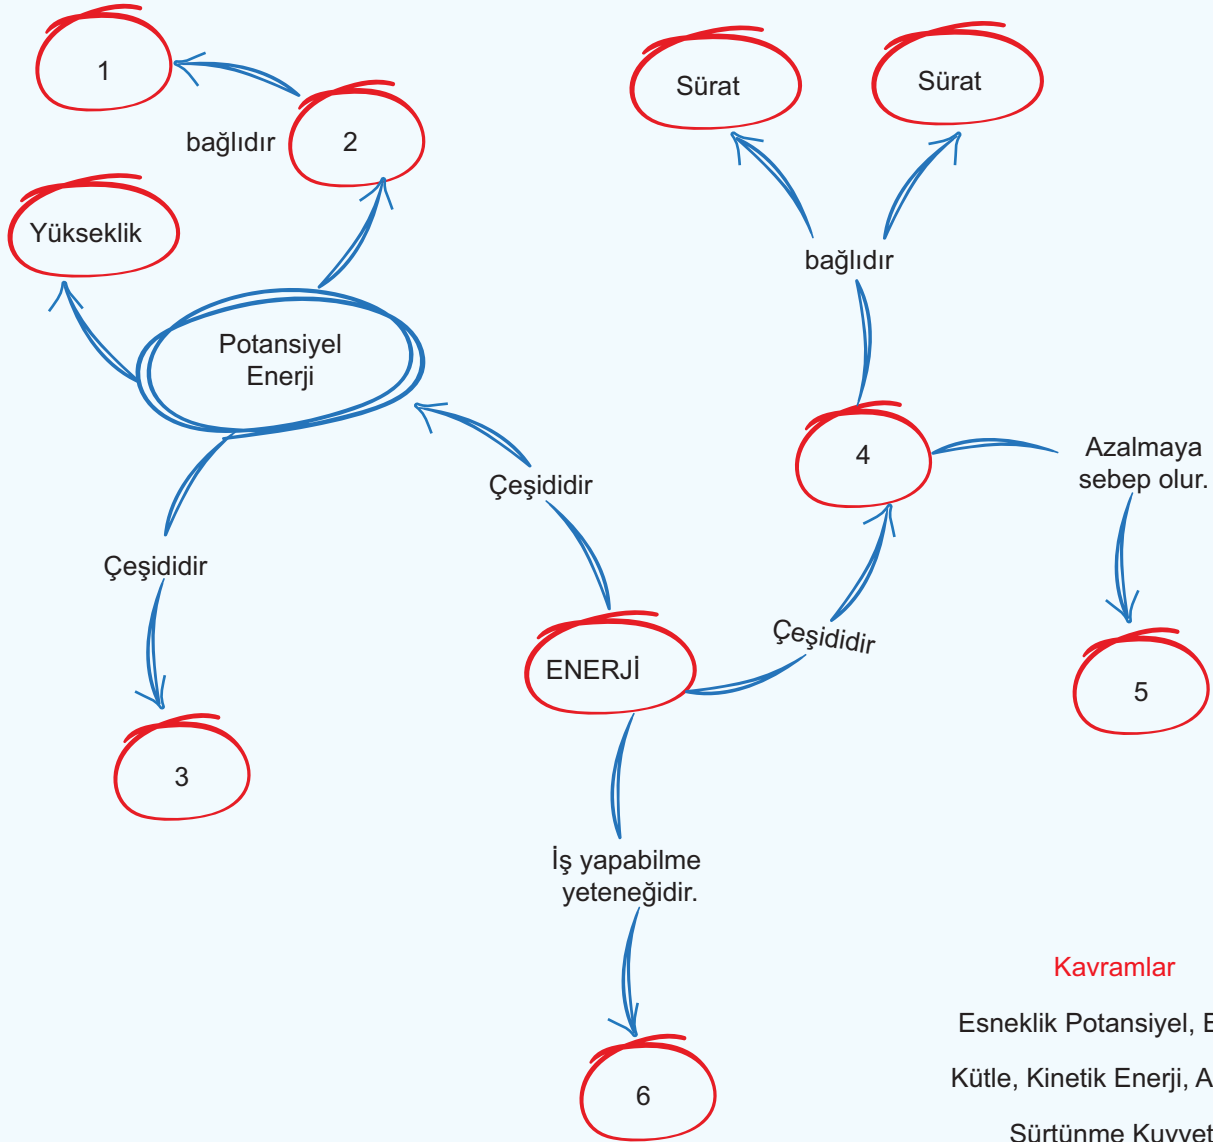 1
Sürat
Sürat
bağlıdır
2
Yükseklik
bağlıdır
Potansiyel
Enerji
4
Azalmaya
sebep olur.
Çeşididir
Çeşididir
Çeşididir
ENERJİ
5
3
İş yapabilme
yeteneğidir.
Kavramlar
Esneklik Potansiyel,
Kütle, Kinetik Enerji,
6
Sürtünme